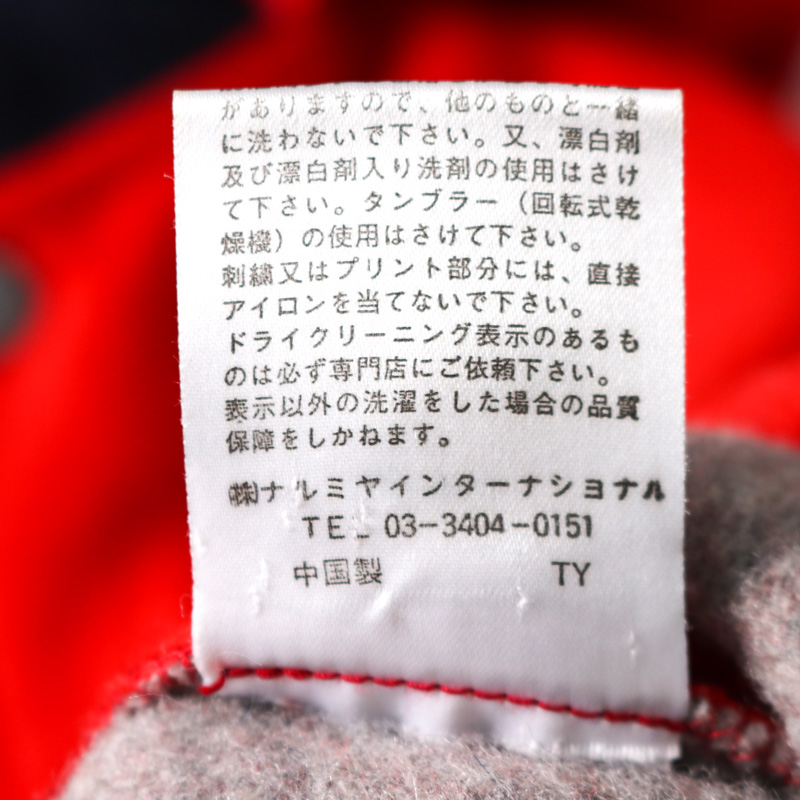 がありますので、他のものと一緒
に洗わないで下さい。又、漂白剤
及び漂白剤入り洗剤の使用はさけ
て下さい。タンブラー（回転式乾
燥機）の使用はさけて下さい。
刺繍又はプリント部分には、直接
アイロンを当てないで下さい。
ドライクリーニング表示のあるも
のは必ず専門店にご依頼下さい。
表示以外の洗濯をした場合の品質
保障をしかねます。
㈱ナルミヤインターナショナル
TEL 03-3404-0151
中国製 TY